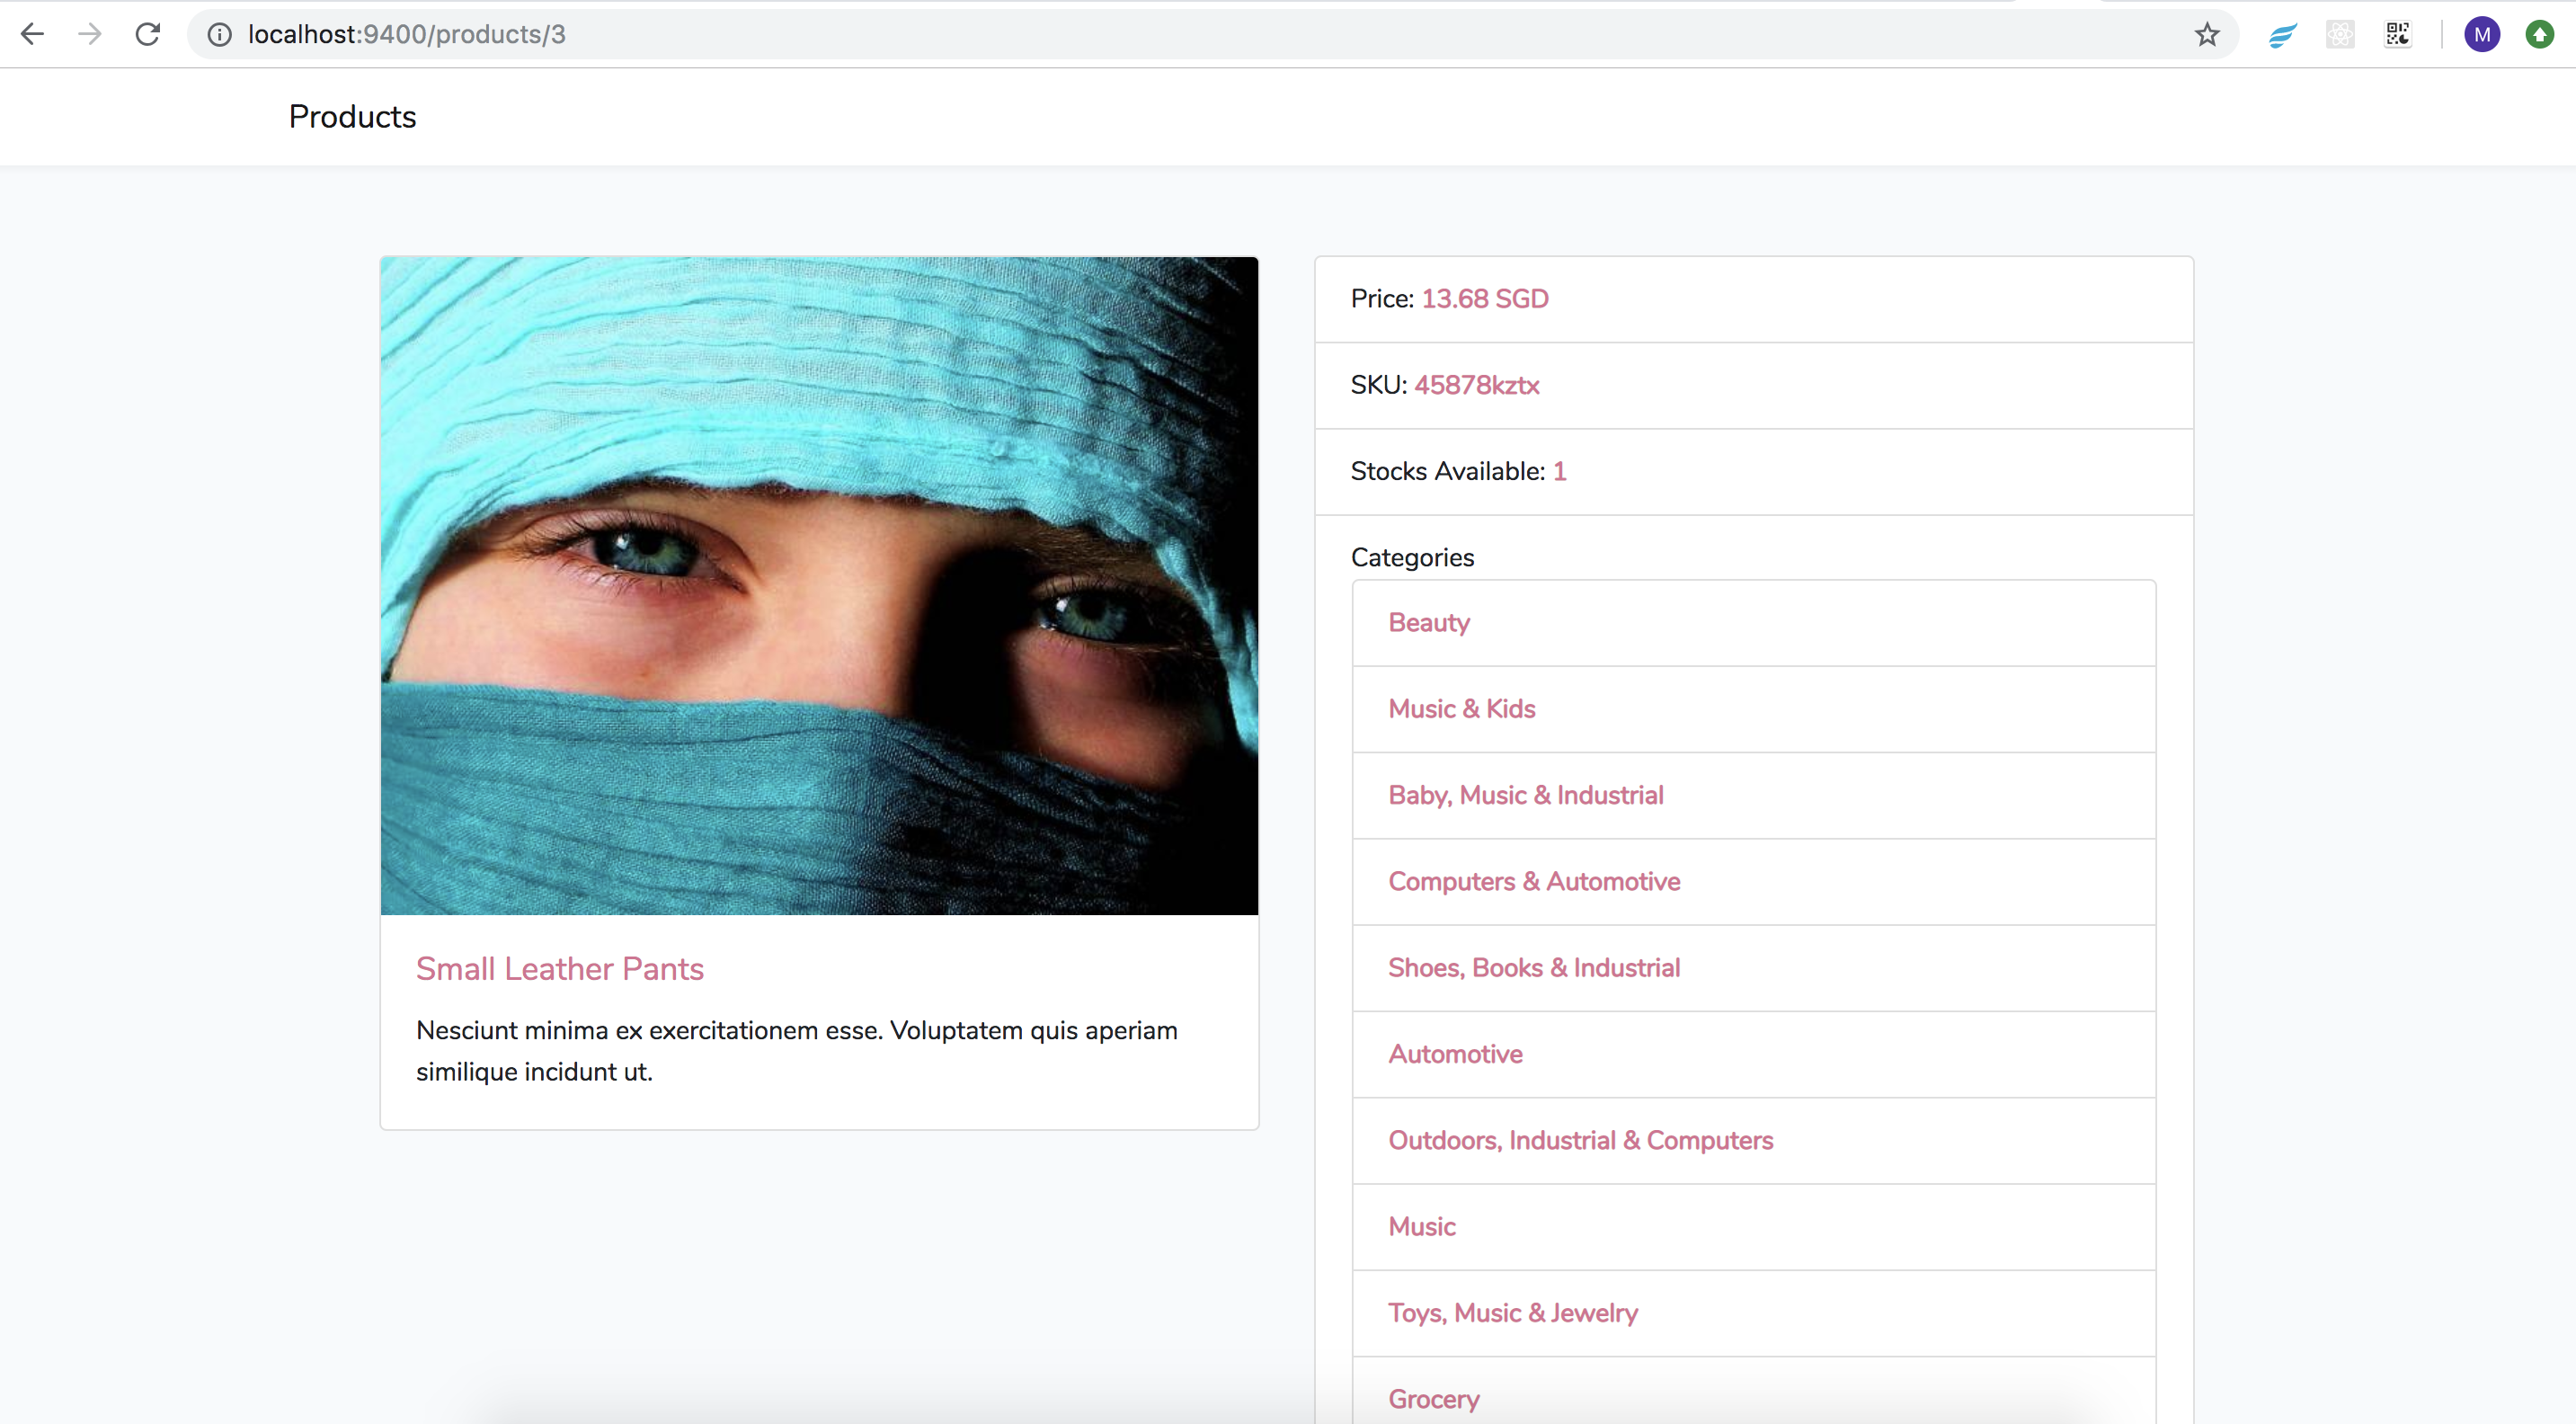 localhost:9400/products/3
M
Products
Small Leather Pants
Nesciunt minima ex exercitationem esse. Voluptatem quis aperiam
similique incidunt ut.
Price: 13.68 SGD
SKU: 45878kztx
Stocks Available: 1
Categories
Beauty
Music & Kids
Baby, Music & Industrial
Computers & Automotive
Shoes, Books & Industrial
Automotive
Outdoors, Industrial & Computers
Music
Toys, Music & Jewelry
Grocery